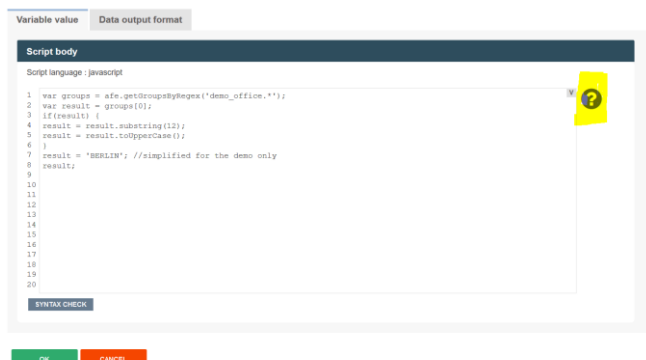 Variable value Data output format
Script body
Script language : javascript
1 var groups = afe.getGroupsByRegex('demo_office.*');
2 var result = groups[0];
3 if(result) {
4 result = result.substring(12);
5 result = result.toUpperCase();
6 }
7 result = 'BERLIN'; //simplified for the demo only
8 result;
9
10
11
12
13
14
15
16
17
18
19
20
V
?
SYNTAX CHECK
OK CANCEL